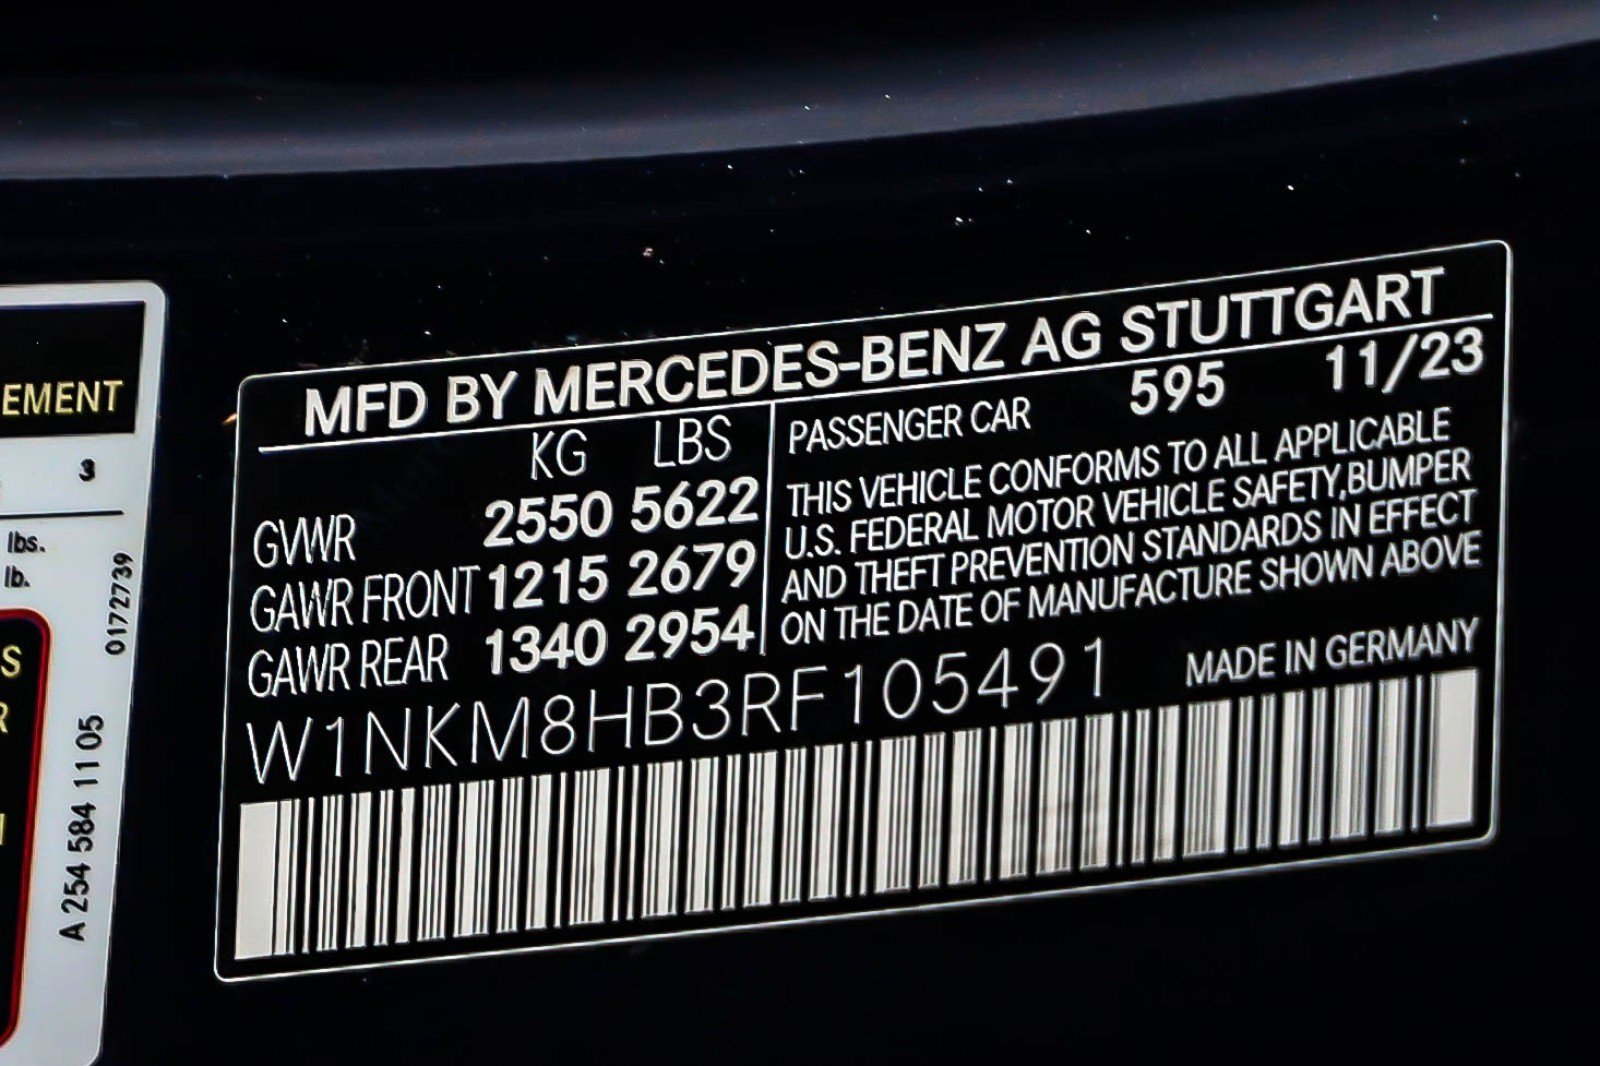 EMENT
3
lbs.
lb.
S
R
0172739
A 254 584 11 05
MFD BY MERCEDES-BENZ AG STUTTGART
KG LBS
GVWR 2550 5622
GAWR FRONT 1215 2679
GAWR REAR 1340 2954
PASSENGER CAR 595 11/23
THIS VEHICLE CONFORMS TO ALL APPLICABLE
U.S. FEDERAL MOTOR VEHICLE SAFETY,BUMPER
AND THEFT PREVENTION STANDARDS IN EFFECT
ON THE DATE OF MANUFACTURE SHOWN ABOVE
W1NKM8HB3RF105491
MADE IN GERMANY